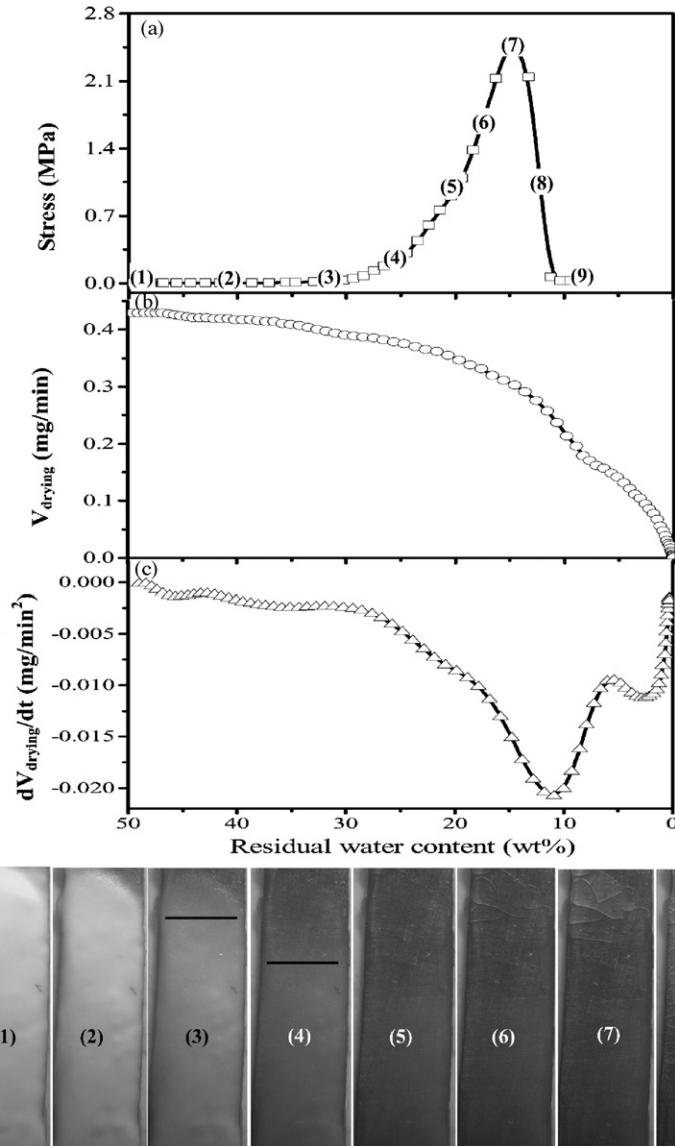 (a)
2.8
2.1
1.4
0.7
0.0
Stress (MPa)
(1)
(2)
(3)
(4)
(5)
(6)
(7)
(8)
(9)
(b)
0.4
0.3
0.2
0.1
0.0
V_drying (mg/min)
(c)
0.000
-0.005
-0.010
-0.015
-0.020
dV_drying/dt (mg/min²)
50 40 30 20 10 0
Residual water content (wt%)
1) (2) (3) (4) (5) (6) (7)